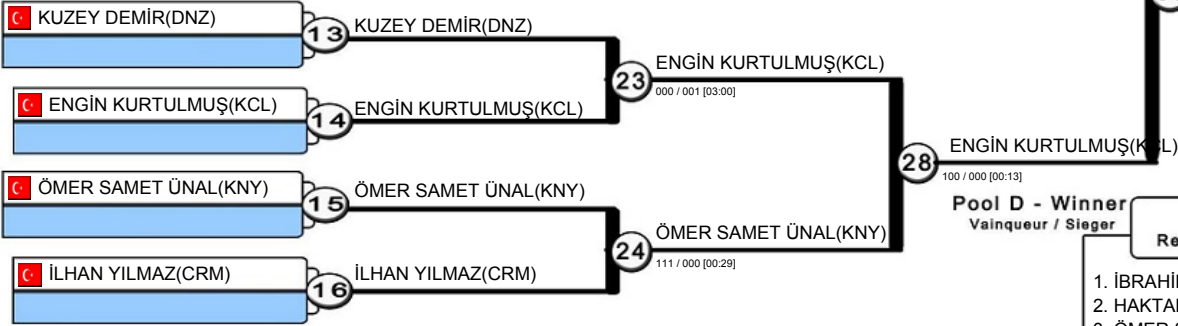 KUZEY DEMİR(DNZ)
13
KUZEY DEMİR(DNZ)
ENGİN KURTULMUŞ(KCL)
23
000 / 001 [03:00]
ENGİN KURTULMUŞ(KCL)
14
ENGİN KURTULMUŞ(KCL)
ENGİN KURTULMUŞ(KCL)
28
100 / 000 [00:13]
ÖMER SAMET ÜNAL(KNY)
15
ÖMER SAMET ÜNAL(KNY)
Pool D - Winner
Vainqueur / Sieger
ÖMER SAMET ÜNAL(KNY)
24
111 / 000 [00:29]
İLHAN YILMAZ(CRM)
16
İLHAN YILMAZ(CRM)
1.
2.